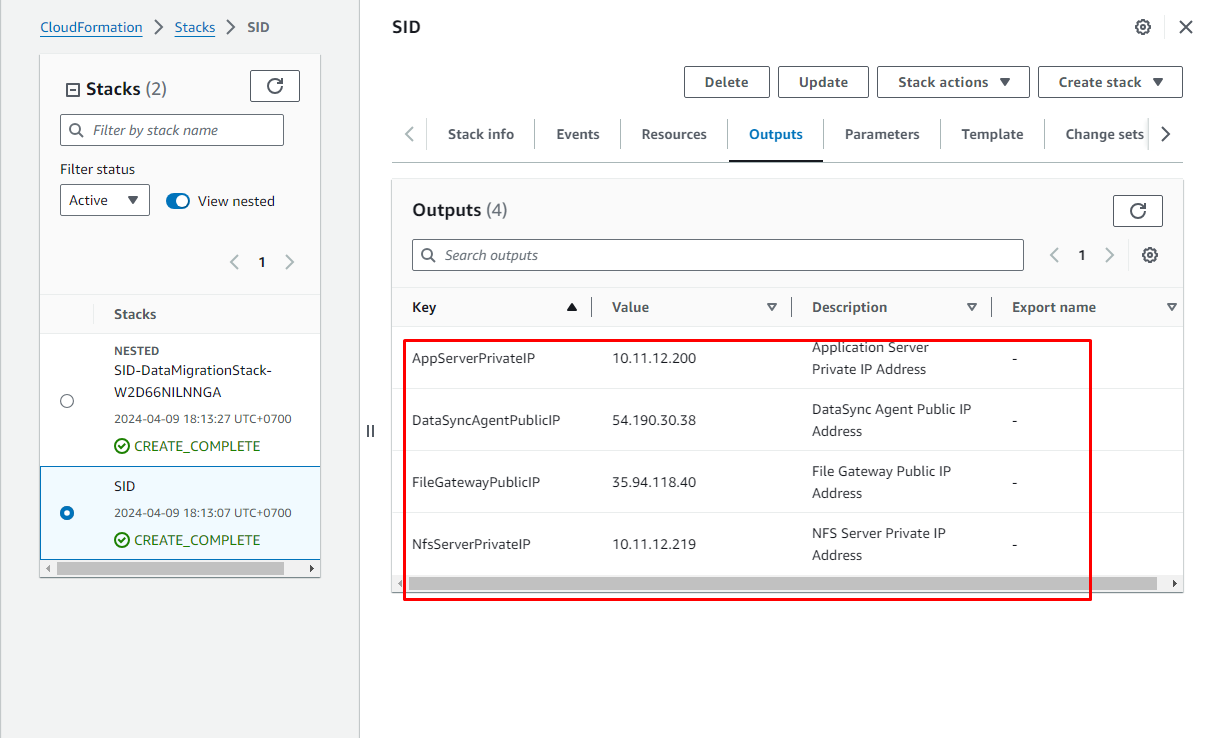 CloudFormation > Stacks > SID
Stacks (2)
Filter by stack name
Filter status
Active
View nested
1
Stacks
NESTED
SID-DataMigrationStack-
W2D66NILNNGA
2024-04-09 18:13:27 UTC+0700
CREATE_COMPLETE
SID
2024-04-09 18:13:07 UTC+0700
CREATE_COMPLETE
SID
Delete Update Stack actions Create stack
Stack info Events Resources Outputs Parameters Template Change sets
Outputs (4)
Search outputs
1
Key Value Description Export name
AppServerPrivateIP 10.11.12.200 Application Server
Private IP Address -
DataSyncAgentPublicIP 54.190.30.38 DataSync Agent Public IP
Address -
FileGatewayPublicIP 35.94.118.40 File Gateway Public IP
Address -
NfsServerPrivateIP 10.11.12.219 NFS Server Private IP
Address -